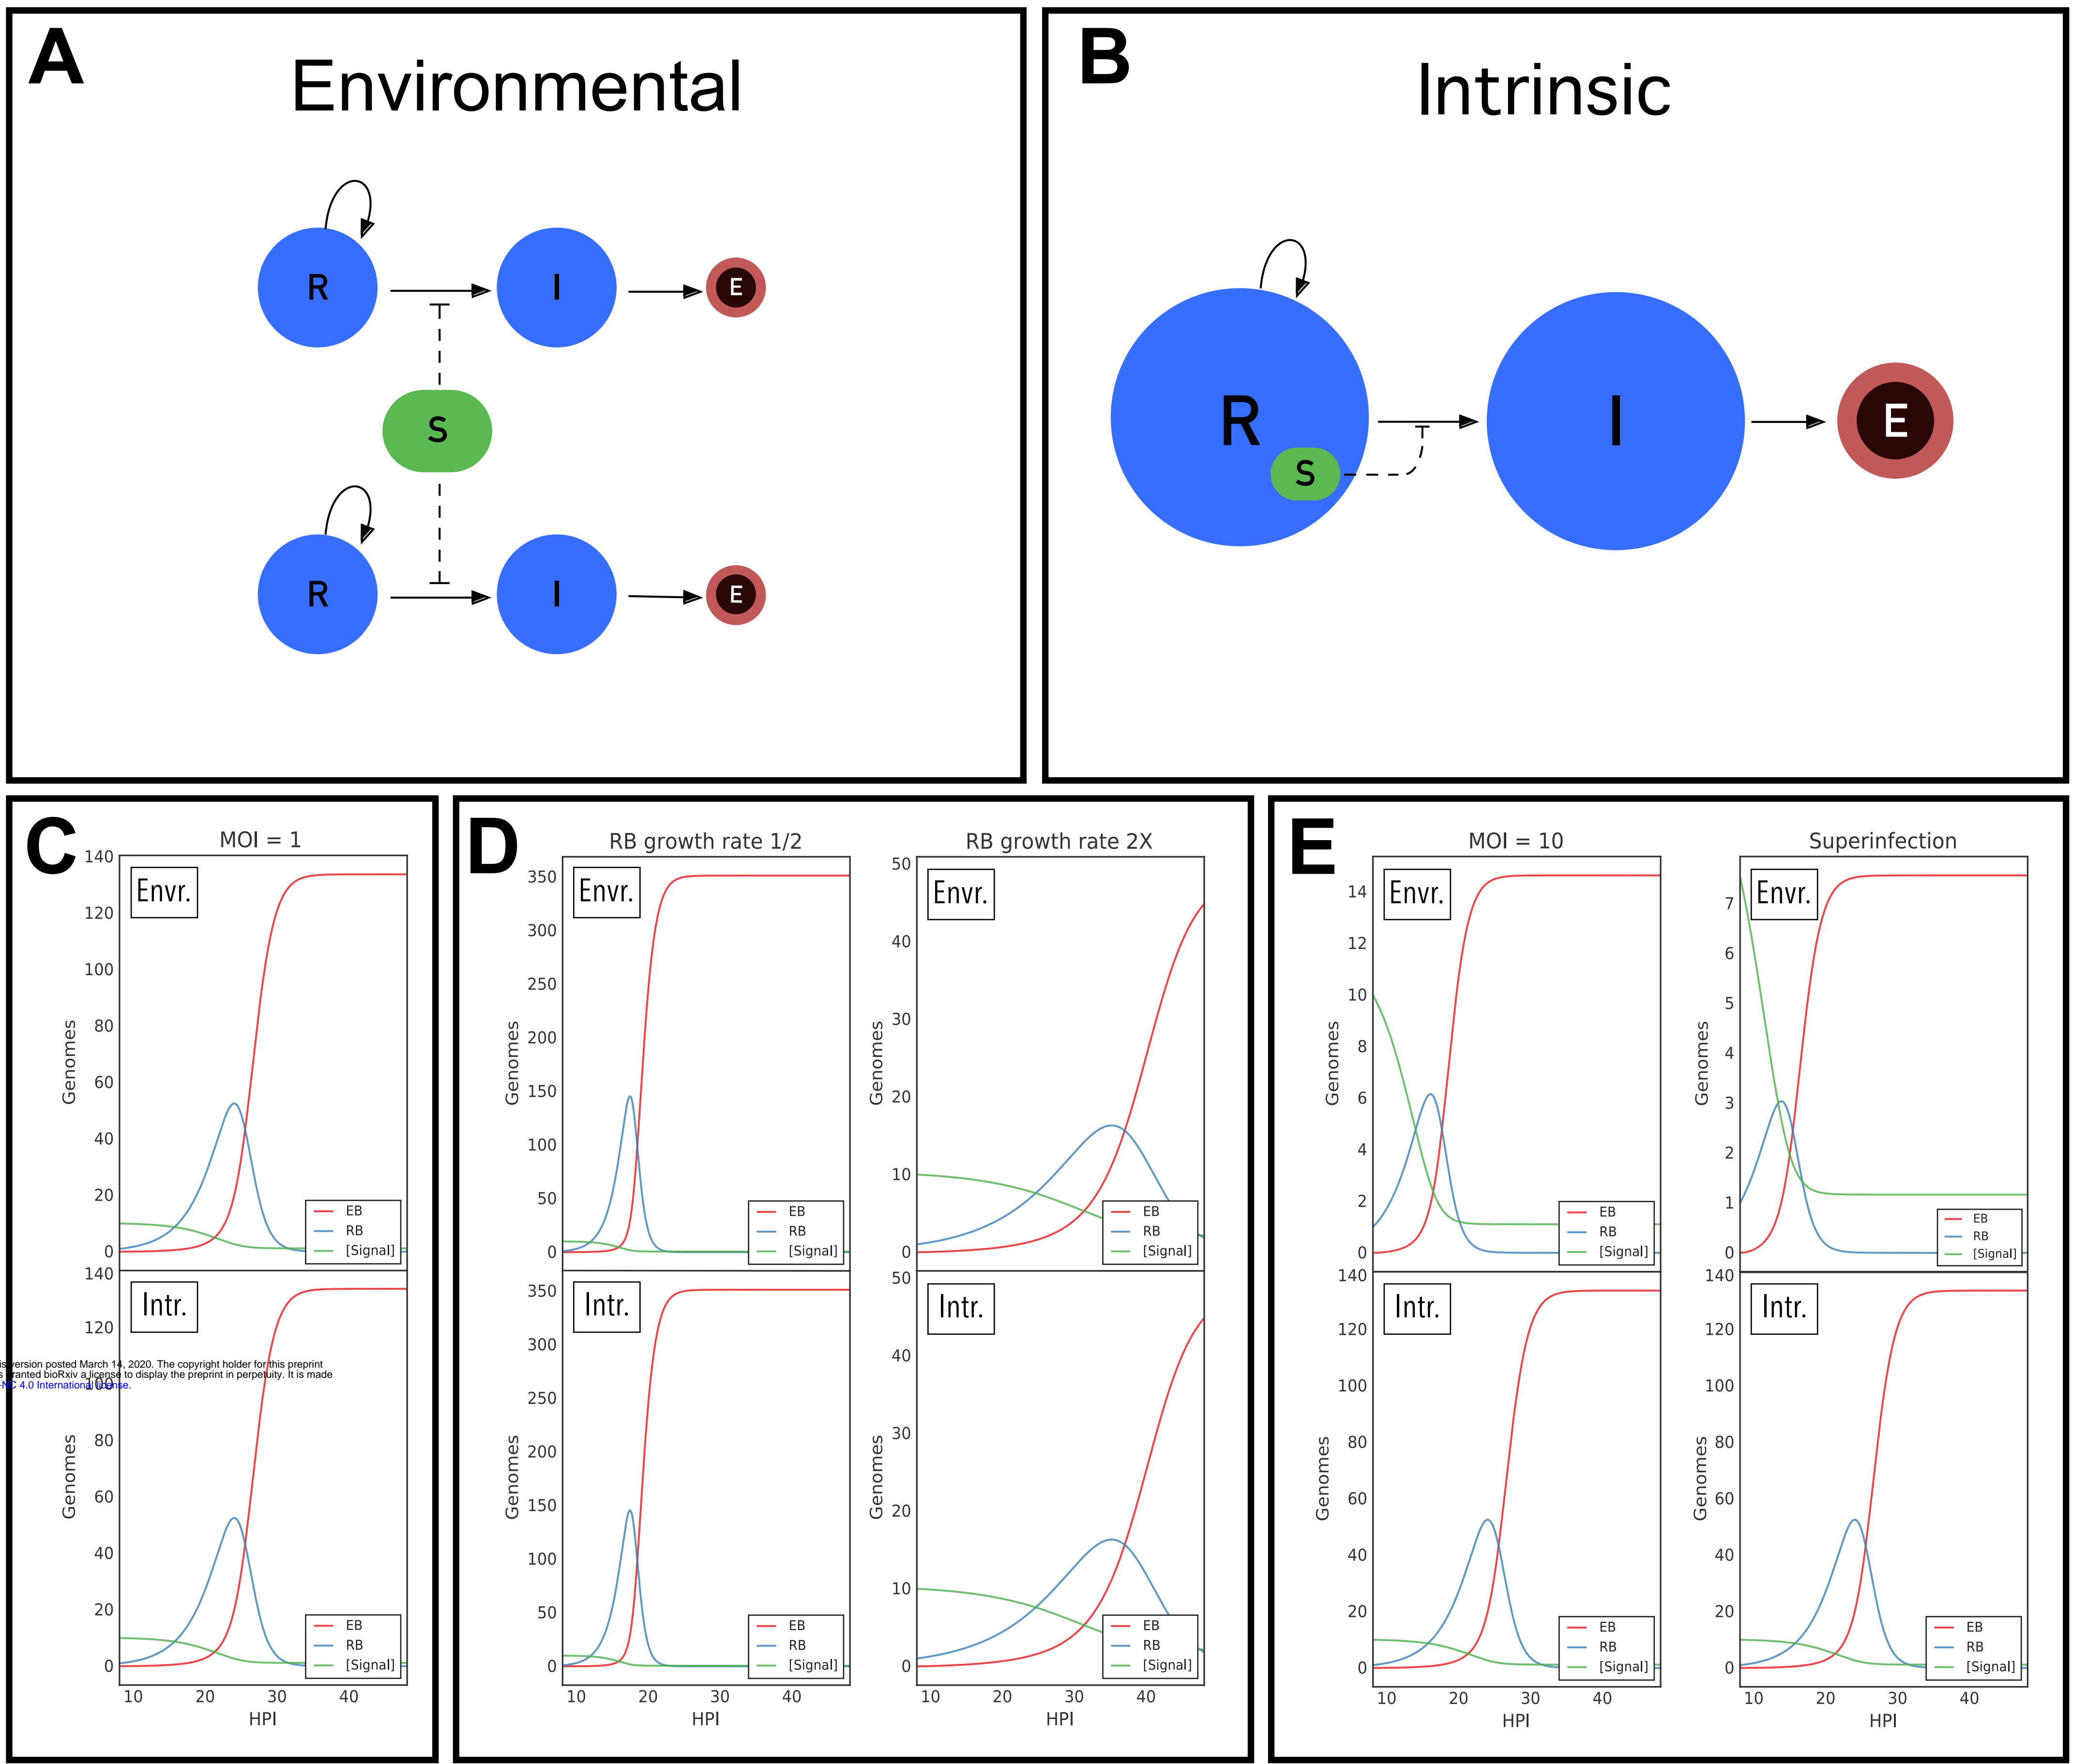 A
Environmental
R
I
E
S
R
I
E
B
Intrinsic
R
S
I
E
C
MOI = 1
Envr.
Genomes
140
120
100
80
60
40
20
0
EB
RB
[Signal]
Intr.
Genomes
140
120
100
80
60
40
20
0
EB
RB
[Signal]
10 20 30 40
HPI
is version posted March 14, 2020. The copyright holder for this preprint
s granted bioRxiv a license to display the preprint in perpetuity. It is made
-NC 4.0 International license.
D
RB growth rate 1/2
Envr.
Genomes
350
300
250
200
150
100
50
0
EB
RB
[Signal]
Intr.
Genomes
350
300
250
200
150
100
50
0
EB
RB
[Signal]
10 20 30 40
HPI
RB growth rate 2X
Envr.
Genomes
50
40
30
20
10
0
EB
RB
[Signal]
Intr.
Genomes
50
40
30
20
10
0
EB
RB
[Signal]
10 20 30 40
HPI
E
MOI = 10
Envr.
Genomes
14
12
10
8
6
4
2
0
EB
RB
[Signal]
Intr.
Genomes
140
120
100
80
60
40
20
0
EB
RB
[Signal]
10 20 30 40
HPI
Superinfection
Envr.
Genomes
7
6
5
4
3
2
1
0
EB
RB
[Signal]
Intr.
Genomes
140
120
100
80
60
40
20
0
EB
RB
[Signal]
10 20 30 40
HPI